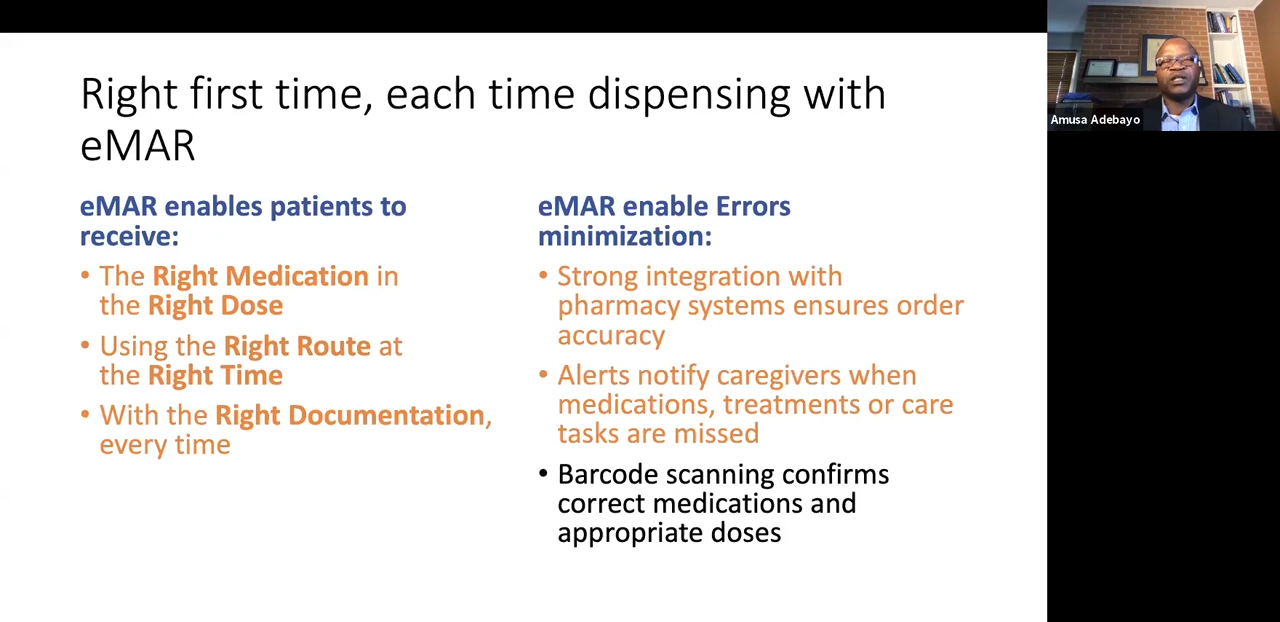 Right first time, each time dispensing with
eMAR
eMAR enables patients to
receive:
• The Right Medication in
the Right Dose
• Using the Right Route at
the Right Time
• With the Right Documentation,
every time
eMAR enable Errors
minimization:
• Strong integration with
pharmacy systems ensures order
accuracy
• Alerts notify caregivers when
medications, treatments or care
tasks are missed
• Barcode scanning confirms
correct medications and
appropriate doses
Amusa Adebayo